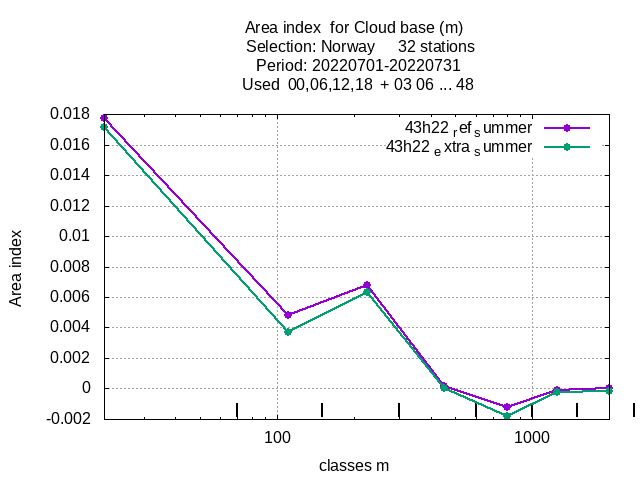 Area index  for Cloud base (m)
Selection: Norway     32 stations
Period: 20220701-20220731
Used  00,06,12,18  + 03 06 ... 48
0.018
0.016
0.014
0.012
0.01
0.008
0.006
0.004
0.002
0
-0.002
Area index
43h22 ref summer
43h22 extra summer
100
1000
classes m